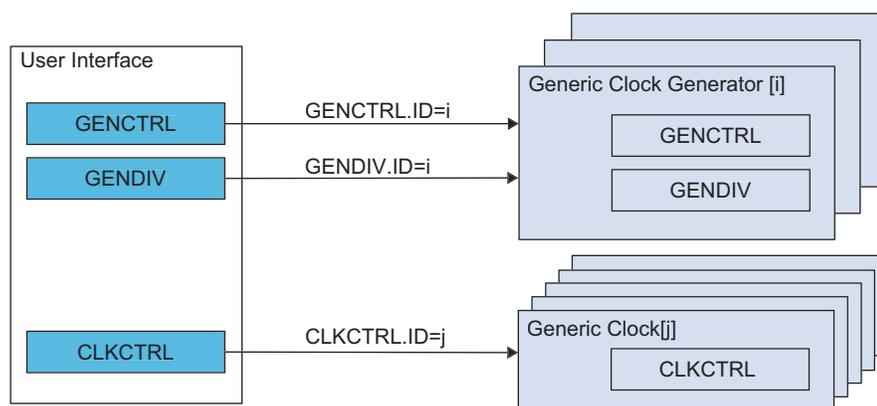 User Interface
GENCTRL
GENDIV
CLKCTRL
GENCTRL.ID=i
GENDIV.ID=i
CLKCTRL.ID=j
Generic Clock Generator [i]
GENCTRL
GENDIV
Generic Clock[j]
CLKCTRL